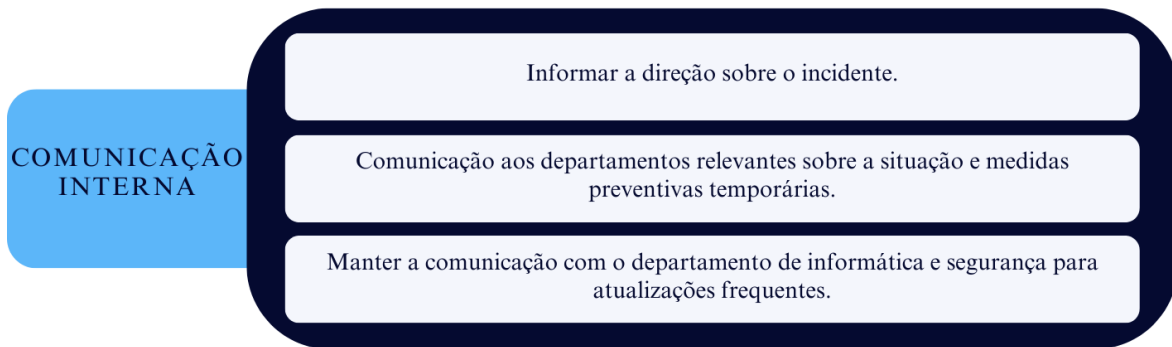 COMUNICAÇÃO
INTERNA
Informar a direção sobre o incidente.
Comunicação aos departamentos relevantes sobre a situação e medidas
preventivas temporárias.
Manter a comunicação com o departamento de informática e segurança para
atualizações frequentes.